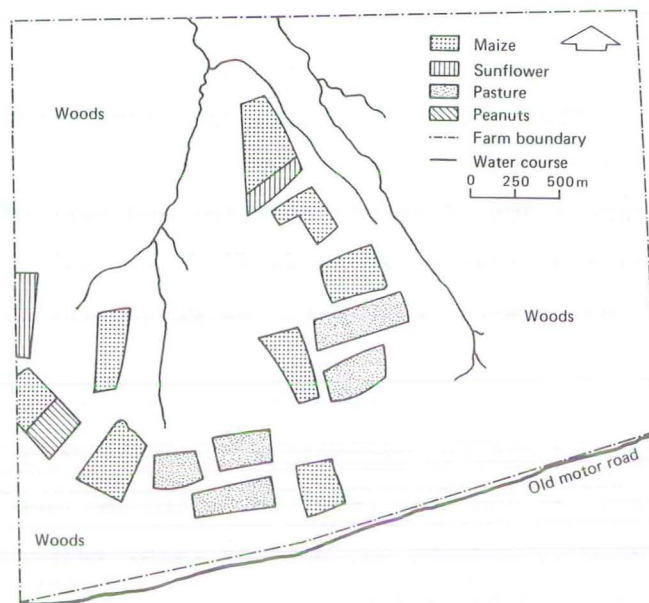 Maize
Sunflower
Woods
Pasture
Peanuts
Farm boundary
Water course
0 250 500m
Woods
Old motor road
Woods